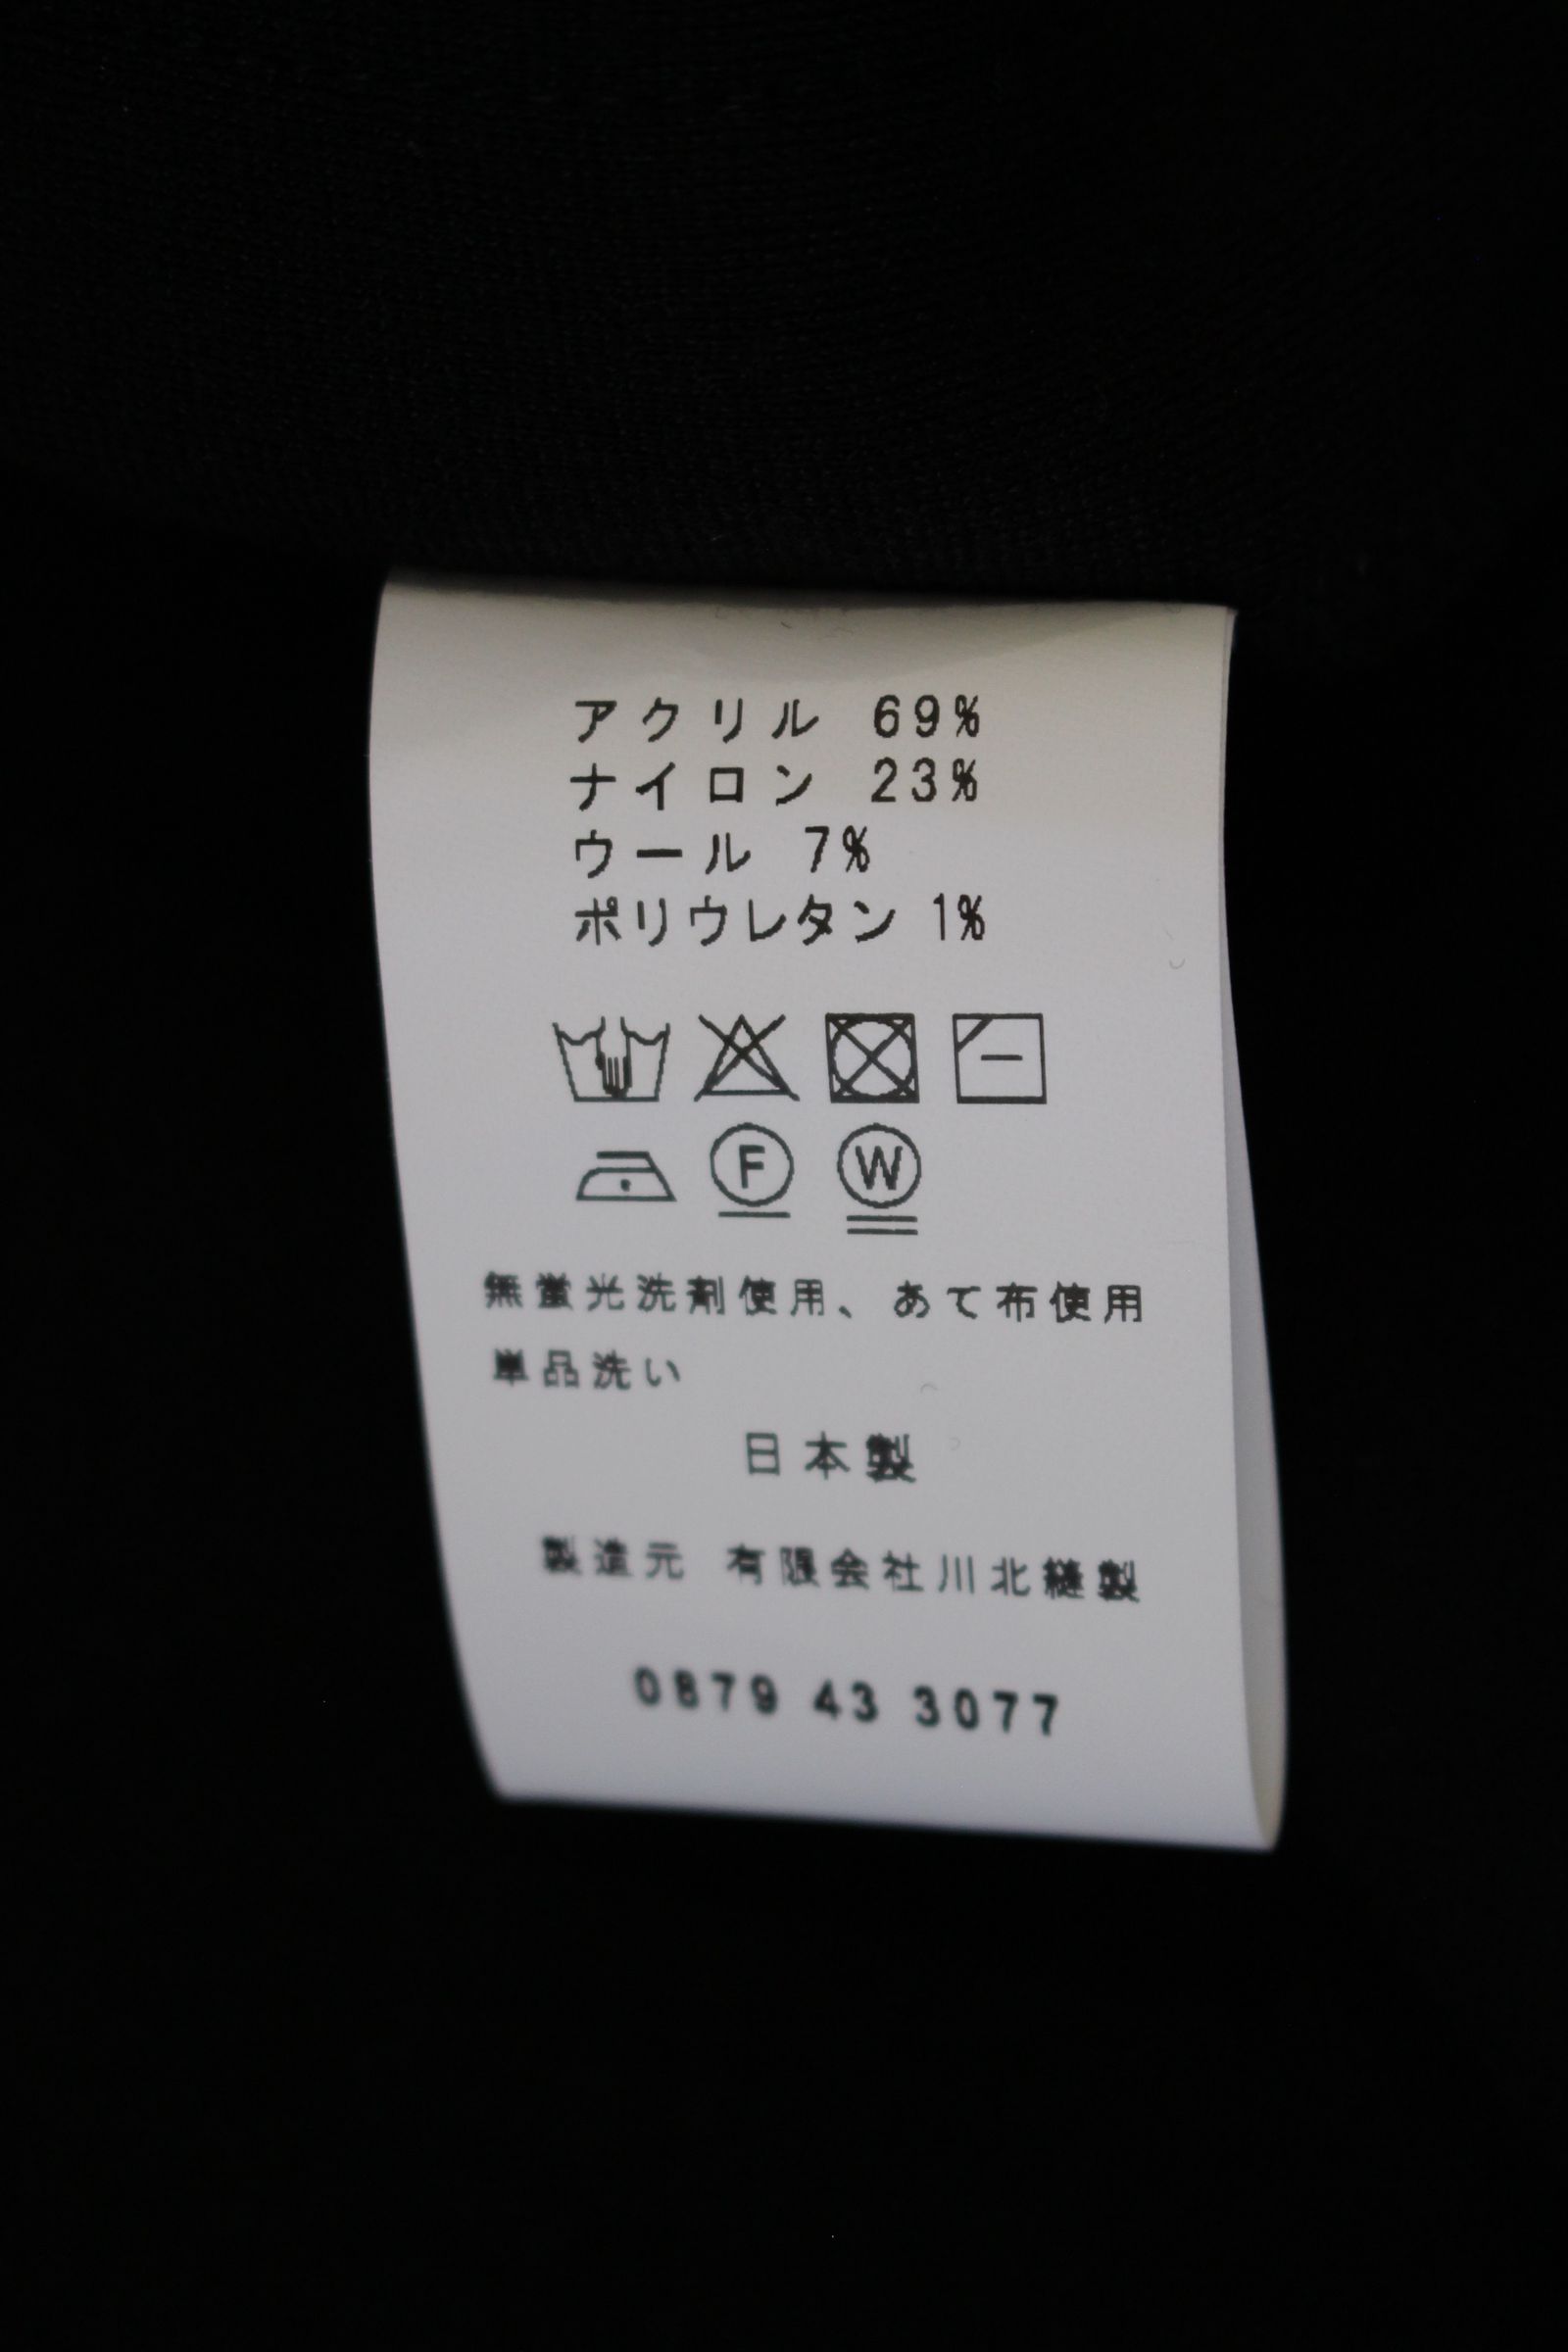 アクリル 69%
ナイロン 23%
ウール 7%
ポリウレタン 1%
F W
無蛍光洗剤使用、あて布使用
単品洗い
日本製
製造元 有限会社川北縫製
0879 43 3077